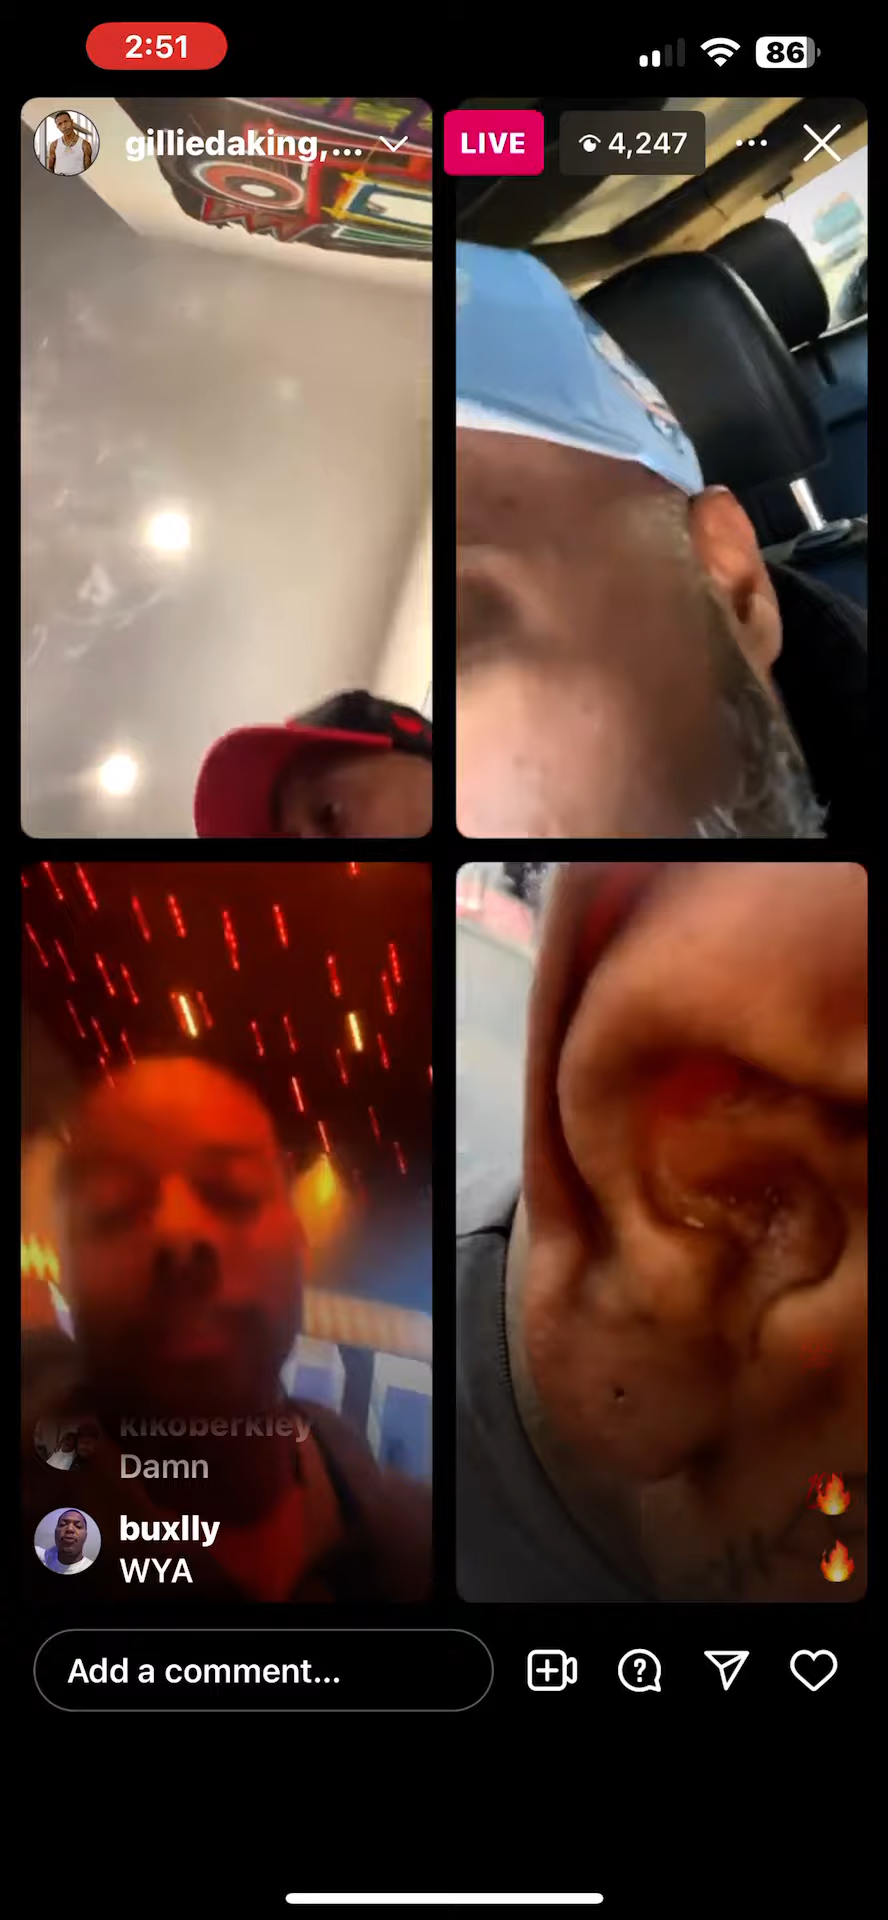 2:51
86
gilliedaking,...
LIVE
4,247
kikoberkley
Damn
buxlly
WYA
Add a comment...